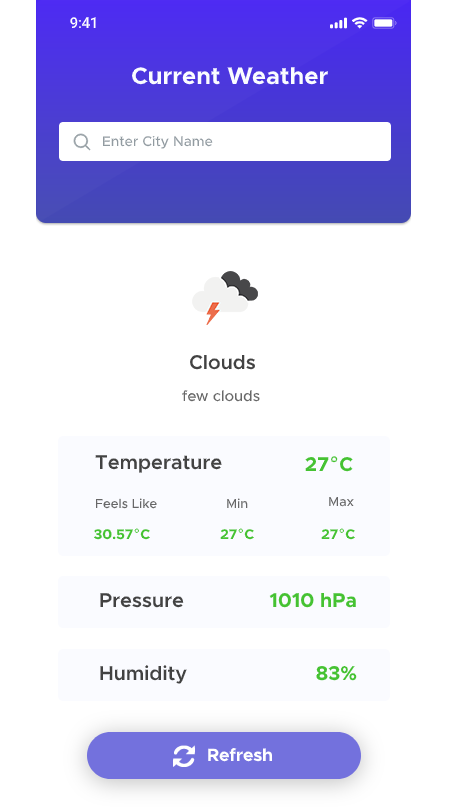 9:41
Current Weather
Enter City Name
Clouds
few clouds
Temperature 27°C
Feels Like Min Max
30.57°C 27°C 27°C
Pressure 1010 hPa
Humidity 83%
Refresh